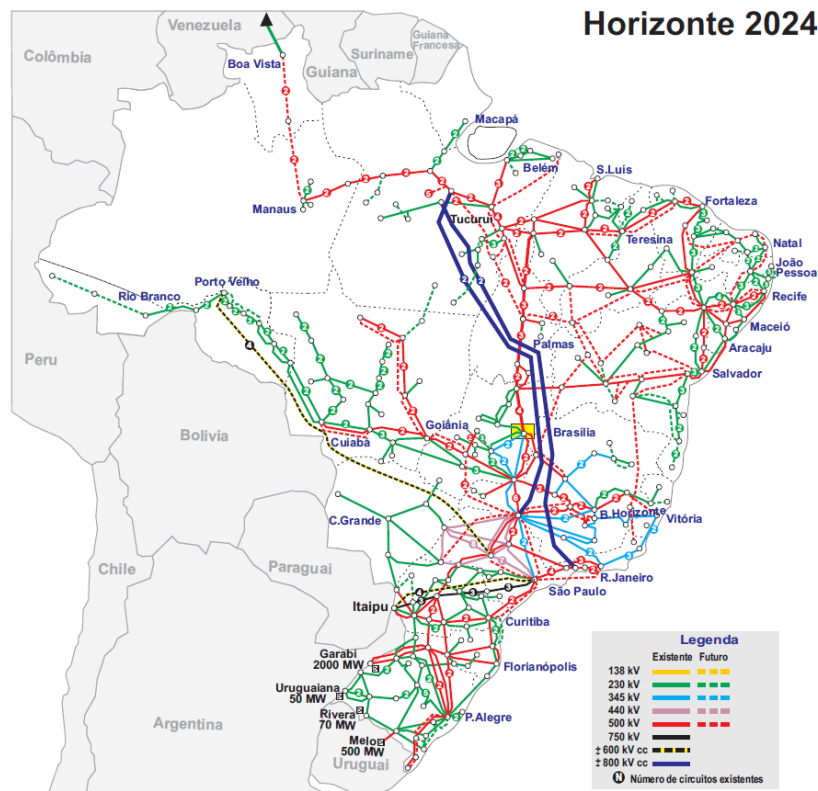 Horizonte 2024
Venezuela
Guiana
Francesa
Suriname
Colômbia
Boa Vista
Guiana
Macapá
Belém
S.Luis
Manaus
Tucuruí
Fortaleza
Teresina
Natal
João
Pessoa
Recife
Porto Velho
Rio Branco
Maceió
Aracaju
Palmas
Peru
Salvador
Bolivia
Cuiabá
Goiânia
Brasília
C.Grande
B.Horizonte
Vitória
Chile
Paraguai
R.Janeiro
São Paulo
Itaipu
Curitiba
Garabi
2000 MW
Florianópolis
Uruguaiana
50 MW
Rivera
70 MW
P.Alegre
Melo
500 MW
Argentina
Uruguai
Legenda
Existente Futuro
138 kV
230 kV
345 kV
440 kV
500 kV
750 kV
±600 kV cc
±800 kV cc
N Número de circuitos existentes